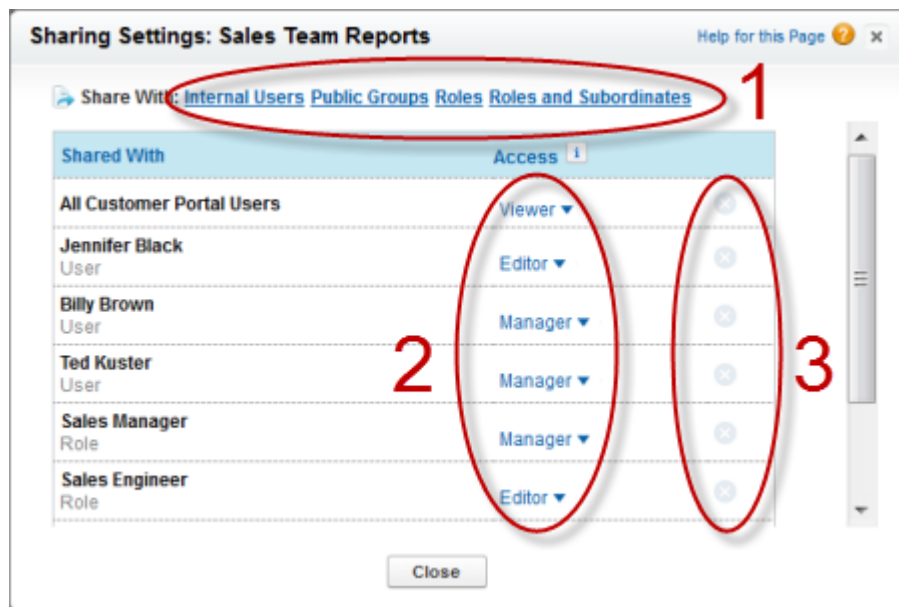 Sharing Settings: Sales Team Reports
Help for this Page ? x
Share With: Internal Users Public Groups Roles Roles and Subordinates
1
Shared With Access i
All Customer Portal Users Viewer
Jennifer Black
User
Editor
Billy Brown
User
Manager
2
3
Ted Kuster
User
Manager
Sales Manager
Role
Manager
Sales Engineer
Role
Editor
Close